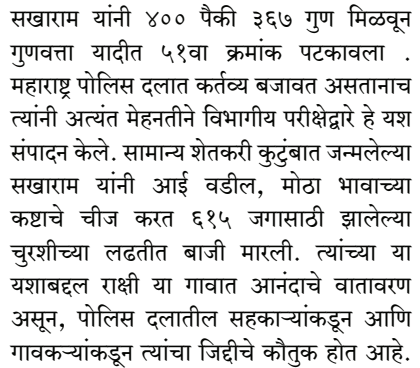 सखाराम यांनी ४०० पैकी ३६७ गुण मिळवून
गुणवत्ता यादीत ५१वा क्रमांक पटकावला .
महाराष्ट्र पोलिस दलात कर्तव्य बजावत असतानाच
त्यांनी अत्यंत मेहनतीने विभागीय परीक्षेद्वारे हे यश
संपादन केले. सामान्य शेतकरी कुटुंबात जन्मलेल्या
सखाराम यांनी आई वडील, मोठा भावाच्या
कष्टाचे चीज करत ६१५ जगासाठी झालेल्या
चुरशीच्या लढतीत बाजी मारली. त्यांच्या या
यशाबद्दल राक्षी या गावात आनंदाचे वातावरण
असून, पोलिस दलातील सहकाऱ्यांकडून आणि
गावकऱ्यांकडून त्यांचा जिद्दीचे कौतुक होत आहे.